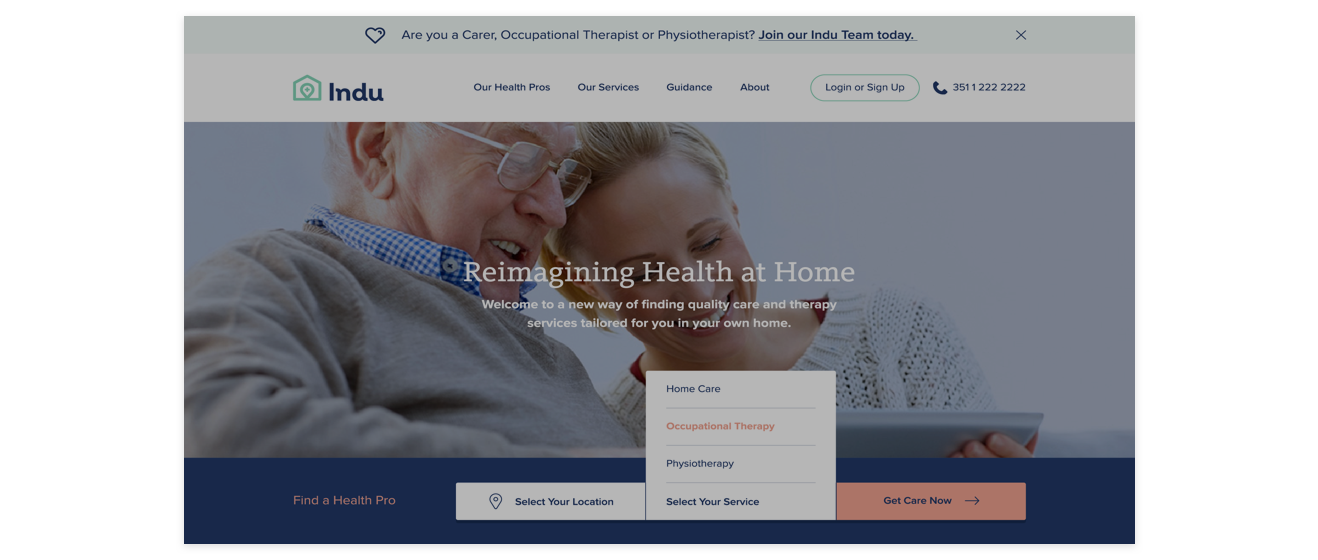 Are you a Carer, Occupational Therapist or Physiotherapist? Join our Indu Team today.
Indu
Our Health Pros
Our Services
Guidance
About
Login or Sign Up
351 1 222 2222
Reimagining Health at Home
Welcome to a new way of finding quality care and therapy
services tailored for you in your own home.
Home Care
Occupational Therapy
Physiotherapy
Find a Health Pro
Select Your Location
Select Your Service
Get Care Now